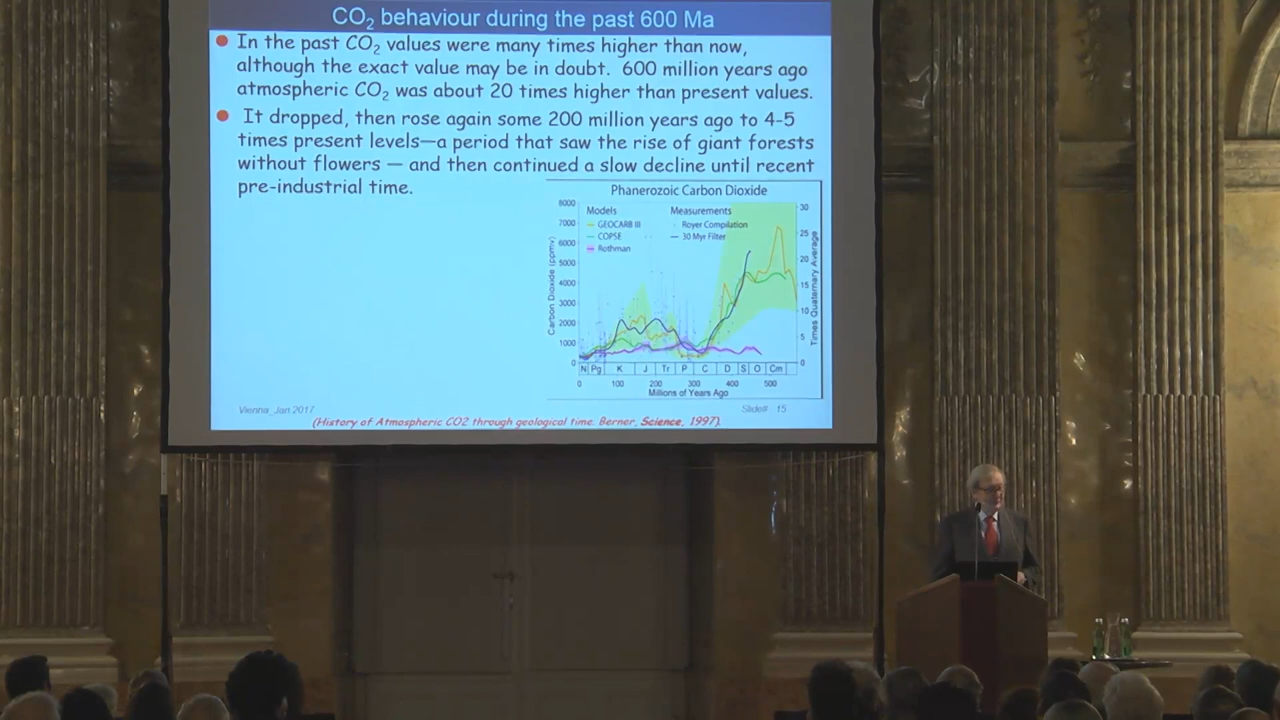 CO₂ behaviour during the past 600 Ma
In the past CO₂ values were many times higher than now,
although the exact value may be in doubt. 600 million years ago
atmospheric CO₂ was about 20 times higher than present values.
It dropped, then rose again some 200 million years ago to 4-5
times present levels—a period that saw the rise of giant forests
without flowers — and then continued a slow decline until recent
pre-industrial time.
Phanerozoic Carbon Dioxide
Models
GEOCARB III
COPSE
Rothman
Measurements
Royer Compilation
30 Myr Filter
Carbon Dioxide (ppmv)
8000
7000
6000
5000
4000
3000
2000
1000
0
30
25
20
15
10
5
0
Times Quaternary Average
N Pg K J Tr P C D S O Cm
0 100 200 300 400 500
Millions of Years Ago
Vienna_Jan 2017
Slide# 15
(History of Atmospheric CO2 through geological time. Berner, Science, 1997).